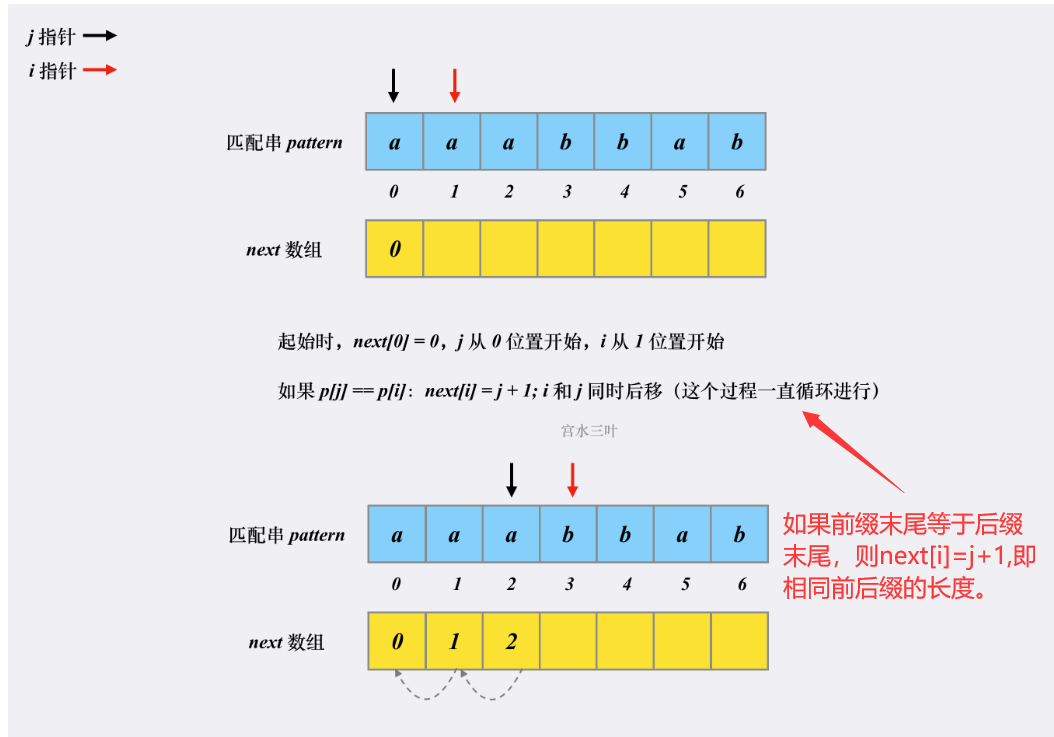 j 指针
i 指针
匹配串 pattern a a a b b a b
0 1 2 3 4 5 6
next 数组 0
起始时，next[0] = 0，j 从 0 位置开始，i 从 1 位置开始
如果 p[j] == p[i]：next[i] = j + 1; i 和 j 同时后移（这个过程一直循环进行）
宫水三叶
匹配串 pattern a a a b b a b
0 1 2 3 4 5 6
next 数组 0 1 2
如果前缀末尾等于后缀
末尾，则next[i]=j+1,即
相同前后缀的长度。